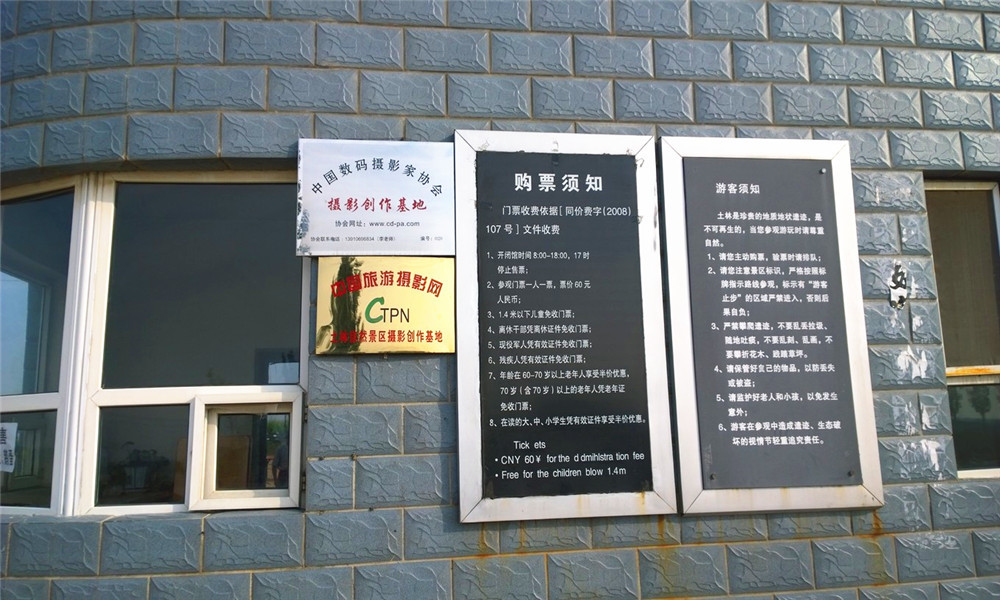 中国数码摄影家协会
摄影创作基地
协会网址：www.cd-pa.com
中国旅游摄影网
CTPN
土林自然景区摄影创作基地
购票须知
门票收费依据[同价费字(2008)
107号]文件收费
1、开闭馆时间8:00-18:00，17时
停止售票；
2、参观门票一人一票，票价60元
人民币；
3、1.4米以下儿童免收门票；
4、离休干部凭离休证件免收门票；
5、现役军人凭有效证件免收门票；
6、残疾人凭有效证件免收门票；
7、年龄在60-70岁以上老年人享受半价优惠。
70岁（含70岁）以上的老年人凭老年证
免收门票；
8、在读的大、中、小学生凭有效证件享受半价优惠。
Tick ets
• CNY 60¥ for the d dmihlstra tion fee
• Free for the children blow 1.4m
游客须知
土林是珍贵的地质地状遗迹，是
不可再生的，当您参观游玩时请尊重
自然。
1、请您主动购票，验票时请排队；
2、请您注意景区标识，严格按照标
牌指示路线参观，标示有“游客
止步”的区域严禁进入，否则后
果自负；
3、严禁攀爬遗迹，不要乱丢垃圾、
随地吐痰，不要乱刻、乱画，不
要攀折花木、践踏草坪。
4、请保管好自己的物品，以防丢失
或被盗；
5、请监护好老人和小孩，以免发生
意外；
6、游客在参观中造成遗迹、生态破
坏的视情节轻重追究责任。